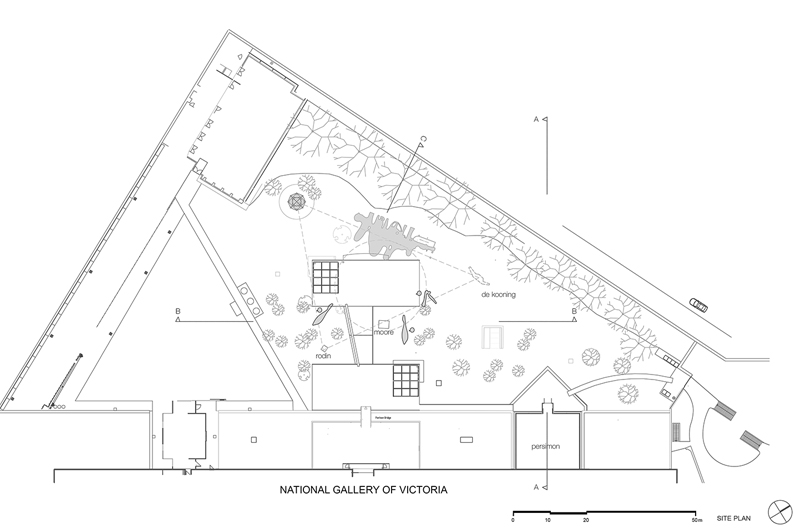 A
C
de kooning
B
B
moore
rodin
persimon
A
NATIONAL GALLERY OF VICTORIA
0 10 20 50m
SITE PLAN